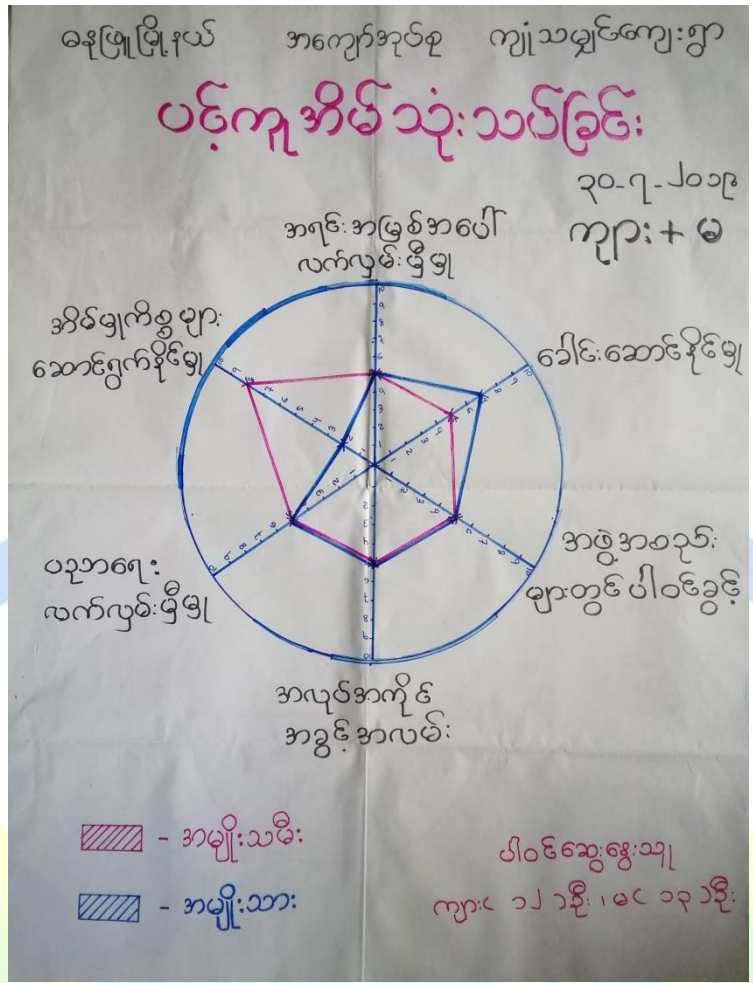 ဓနုဖြူမြို့နယ် အကျော်အုပ်စု ကျုံသမျှင်ကျေးရွာ
ပင့်ကူအိမ်သုံးသပ်ခြင်း
၃၀-၇-၂၀၁၉
ကျား + မ
အရင်းအမြစ်အပေါ်
လက်လှမ်းမှီမှု
အိမ်မှုကိစ္စများ
ဆောင်ရွက်နိုင်မှု
ခေါင်းဆောင်နိုင်မှု
ပညာရေး
လက်လှမ်းမှီမှု
အဖွဲ့အစည်း
များတွင်ပါဝင်ခွင့်
အလုပ်အကိုင်
အခွင့်အလမ်း
- အမျိုးသမီး
- အမျိုးသား
ပါဝင်ဆွေးနွေးသူ
ကျား( ၁၂ )ဦး ၊ မ( ၁၃ )ဦး